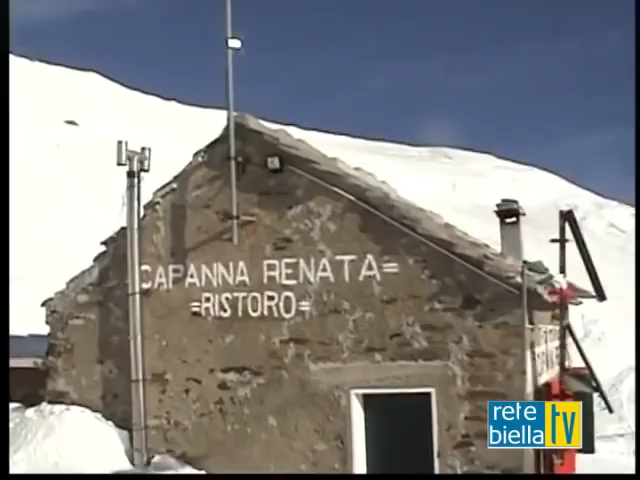 CAPANNA RENATA=
=RISTORO=
rete
biella tv